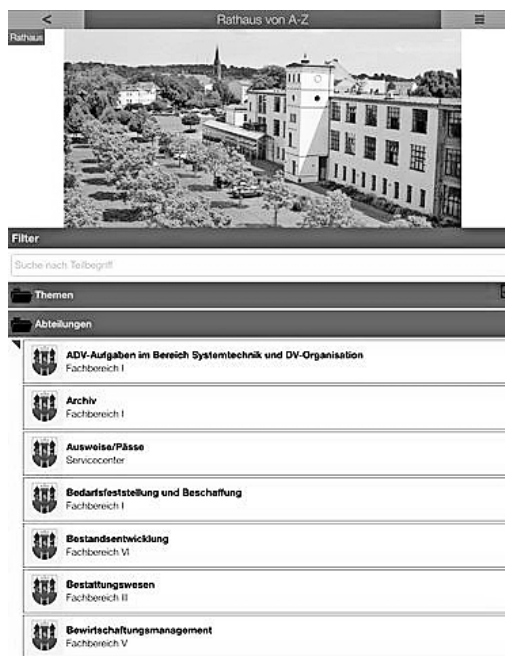 <
Rathaus von A-Z
Rathaus
Filter
Suche nach Teilbegriff
Themen
Abteilungen
ADV-Aufgaben im Bereich Systemtechnik und DV-Organisation
Fachbereich I
Archiv
Fachbereich I
Ausweise/Pässe
Servicecenter
Bedarfsfeststellung und Beschaffung
Fachbereich I
Bestandsentwicklung
Fachbereich VI
Bestattungswesen
Fachbereich III
Bewirtschaftungsmanagement
Fachbereich V